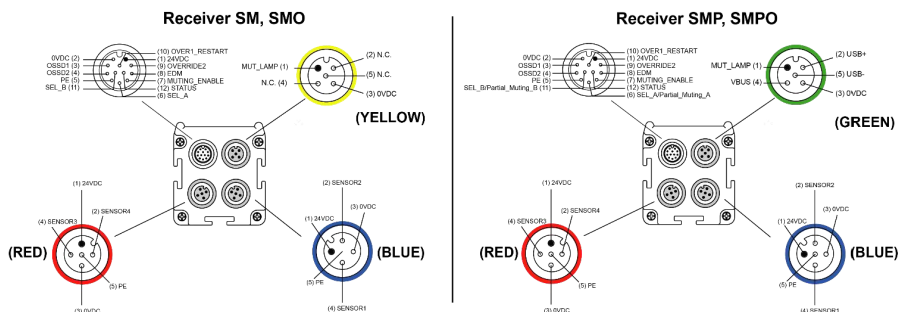 Receiver SM, SMO
(10) OVER1_RESTART
0VDC (2)
(1) 24VDC
OSSD1 (3)
(9) OVERRIDE2
OSSD2 (4)
(8) EDM
PE (5)
(7) MUTING_ENABLE
SEL_B (11)
(12) STATUS
(6) SEL_A
(2) N.C.
MUT_LAMP (1)
(5) N.C.
N.C. (4)
(3) 0VDC
(YELLOW)
(1) 24VDC
(2) SENSOR4
(4) SENSOR3
(RED)
(5) PE
(3) 0VDC
(2) SENSOR2
(3) 0VDC
(1) 24VDC
(BLUE)
(5) PE
(4) SENSOR1
Receiver SMP, SMPO
(10) OVER1_RESTART
0VDC (2)
(1) 24VDC
OSSD1 (3)
(9) OVERRIDE2
OSSD2 (4)
(8) EDM
PE (5)
(7) MUTING_ENABLE
SEL_B/Partial_Muting_B (11)
(12) STATUS
(6) SEL_A/Partial_Muting_A
(2) USB+
MUT_LAMP (1)
(5) USB-
VBUS (4)
(3) 0VDC
(GREEN)
(1) 24VDC
(2) SENSOR4
(4) SENSOR3
(RED)
(5) PE
(3) 0VDC
(2) SENSOR2
(3) 0VDC
(1) 24VDC
(BLUE)
(5) PE
(4) SENSOR1